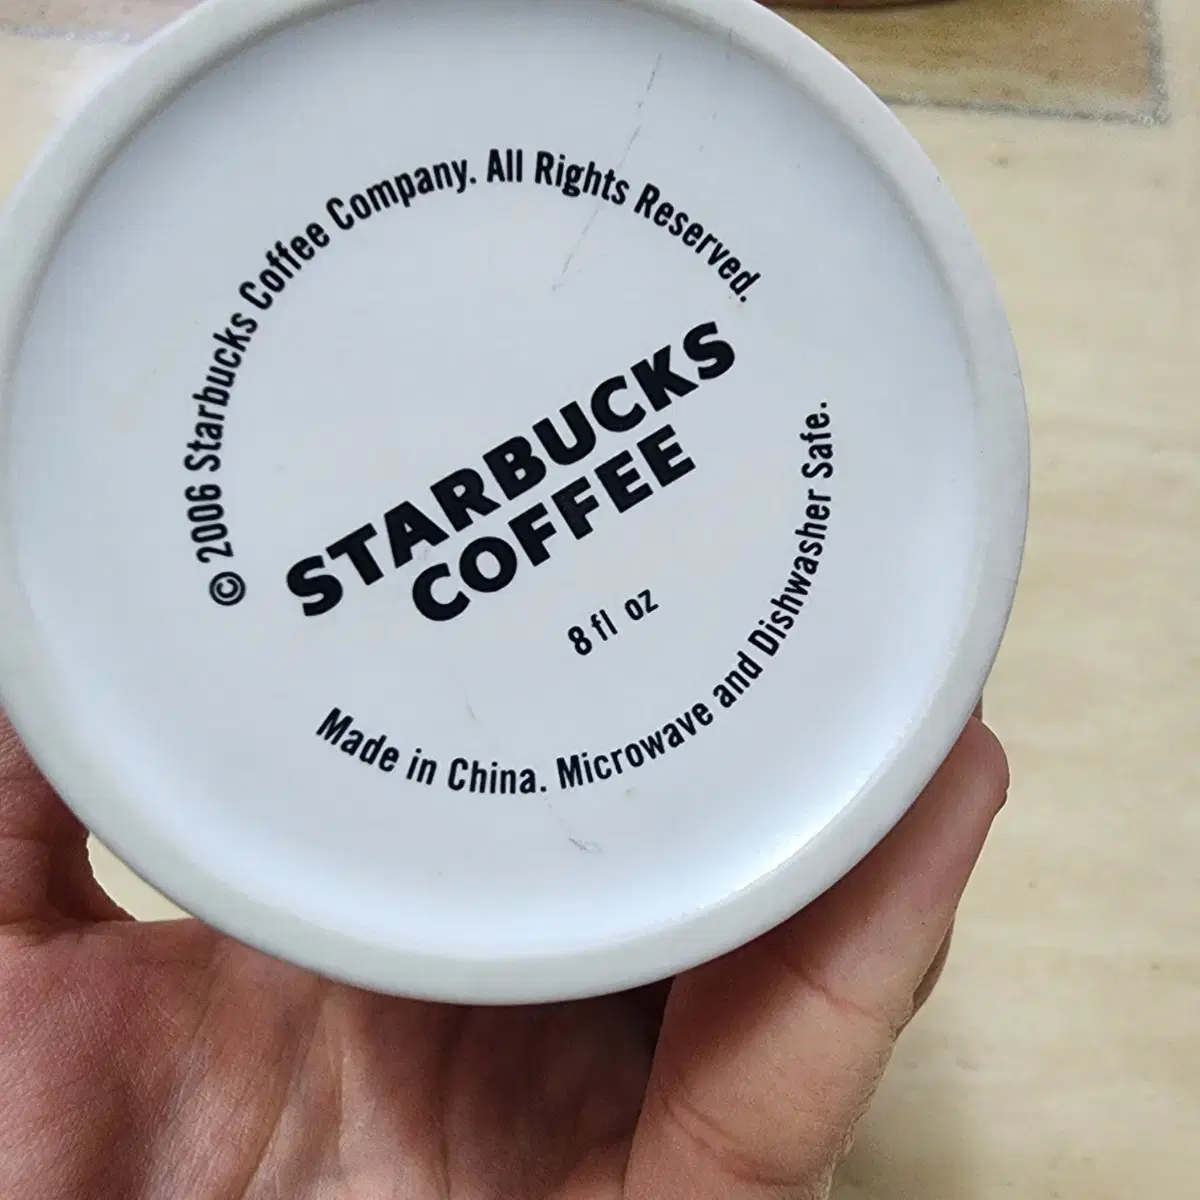 © 2006 Starbucks Coffee Company. All Rights Reserved.
STARBUCKS
COFFEE
8 fl oz
Made in China. Microwave and Dishwasher Safe.